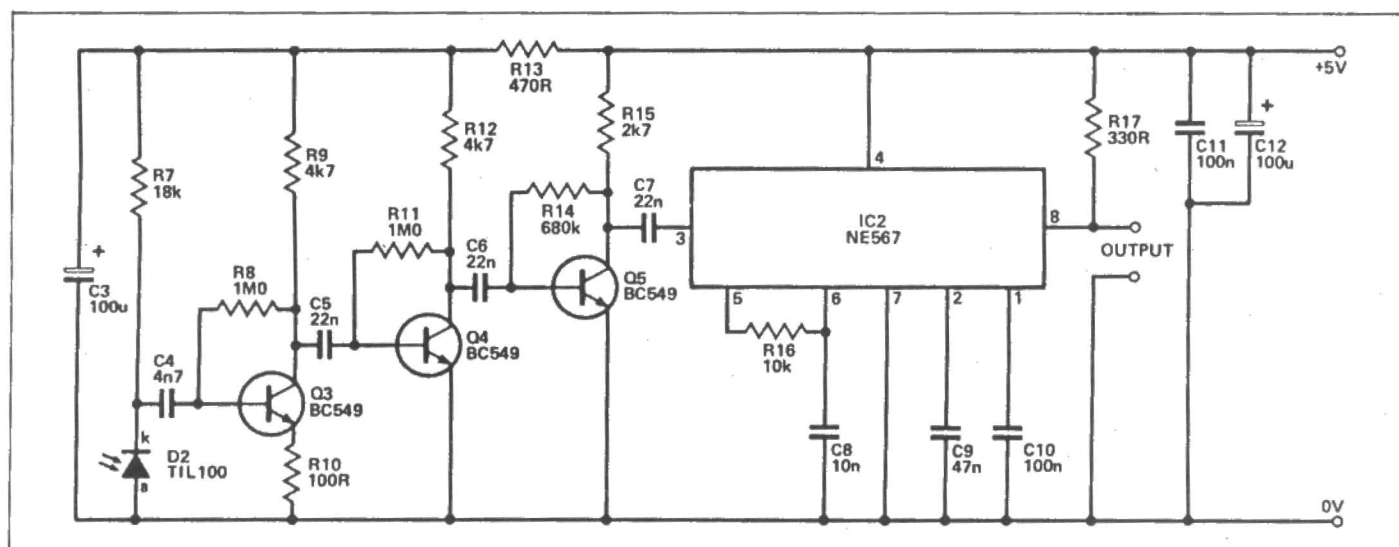 R13
470R
+5V
R15
2k7
R12
4k7
R17
330R
C11
100n
+
C12
100u
R9
4k7
R7
18k
4
C7
22n
R11
1M0
R14
680k
IC2
NE567
3
8
OUTPUT
C6
22n
+
C3
100u
R8
1M0
C5
22n
Q5
BC549
5
6
7
2
1
Q4
BC549
R16
10k
C4
4n7
Q3
BC549
k
D2
TIL100
a
R10
100R
C8
10n
C9
47n
C10
100n
0V